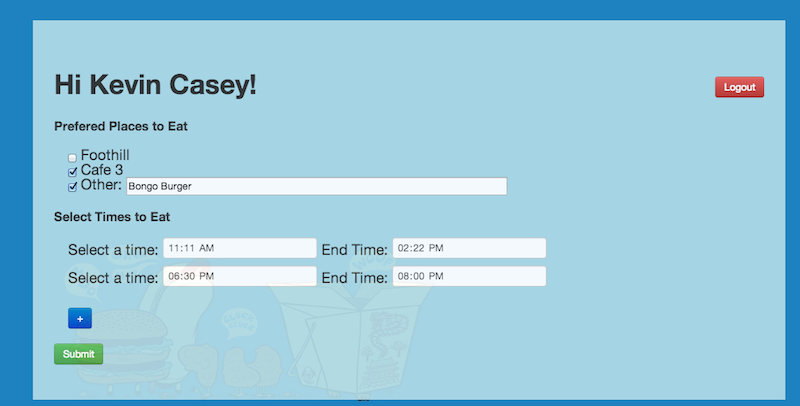 Hi Kevin Casey!
Logout
Prefered Places to Eat
Foothill
Cafe 3
Other: Bongo Burger
Select Times to Eat
Select a time: 11:11 AM End Time: 02:22 PM
Select a time: 06:30 PM End Time: 08:00 PM
+
Submit